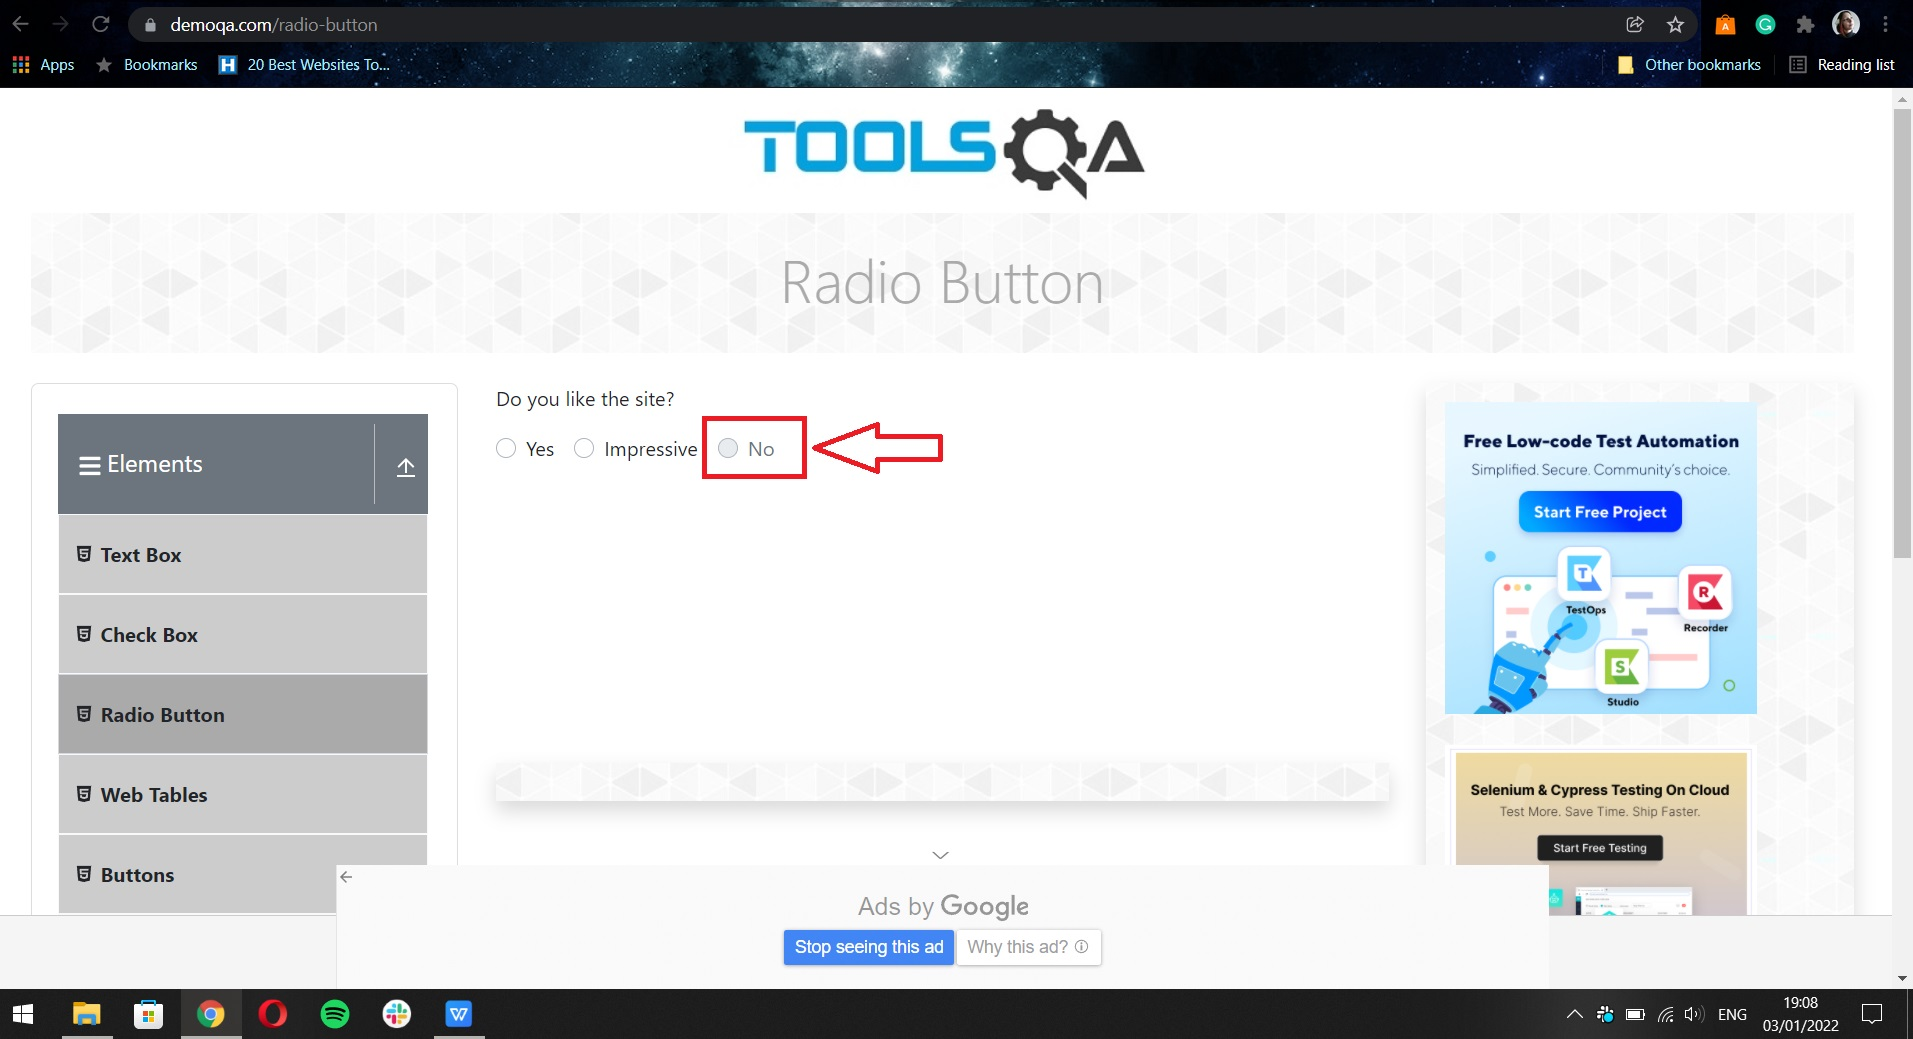 demoqa.com/radio-button
Apps
Bookmarks
H
20 Best Websites To...
Other bookmarks
Reading list
TOOLSQA
Radio Button
Elements
Text Box
Check Box
Radio Button
Web Tables
Buttons
Do you like the site?
Yes
Impressive
No
Free Low-code Test Automation
Simplified. Secure. Community's choice.
Start Free Project
T
TestOps
R
Recorder
S
Studio
Selenium & Cypress Testing On Cloud
Test More. Save Time. Ship Faster.
Start Free Testing
Ads by Google
Stop seeing this ad
Why this ad?
ENG
19:08
03/01/2022